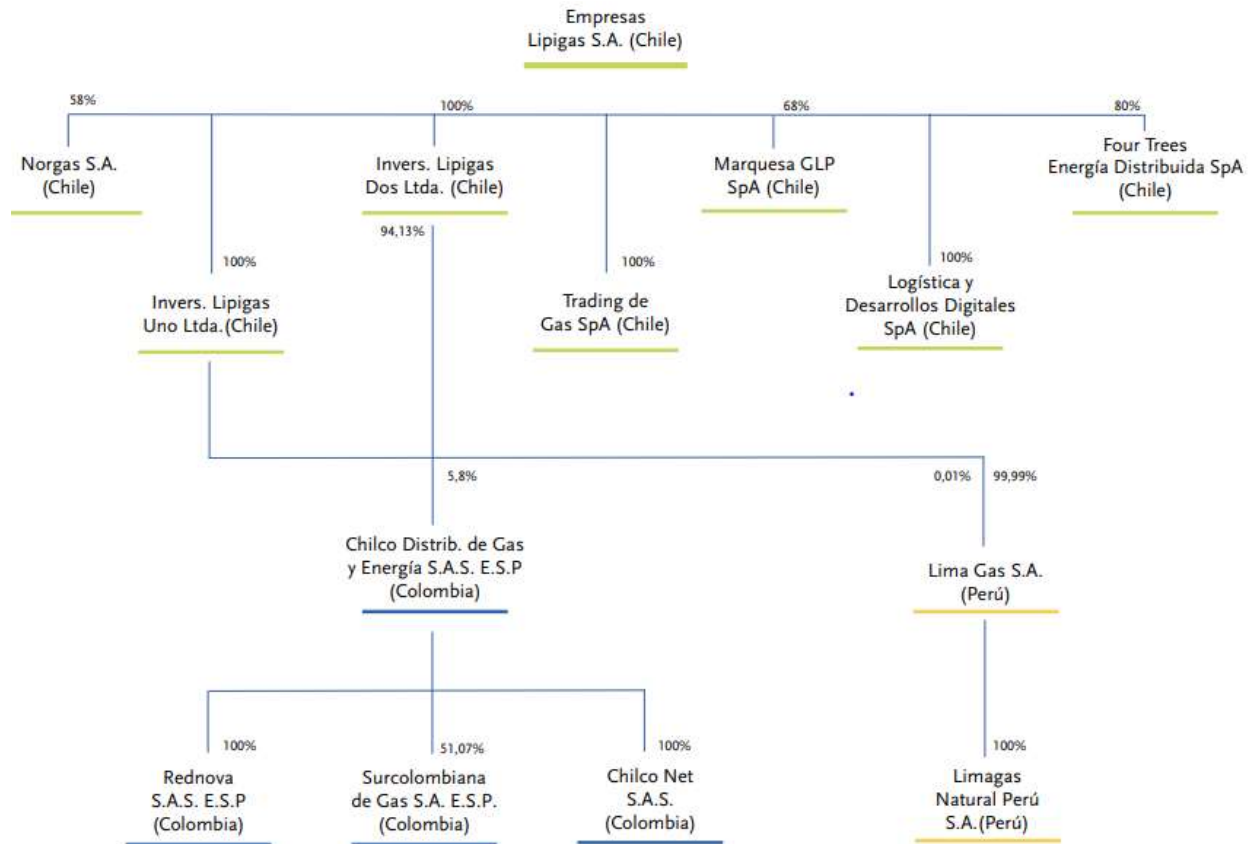 Empresas
Lipigas S.A. (Chile)
58%
100%
68%
80%
Norgas S.A.
(Chile)
Invers. Lipigas
Dos Ltda. (Chile)
Marquesa GLP
SpA (Chile)
Four Trees
Energía Distribuida SpA
(Chile)
94,13%
100%
Invers. Lipigas
Uno Ltda.(Chile)
100%
Trading de
Gas SpA (Chile)
100%
Logística y
Desarrollos Digitales
SpA (Chile)
5,8%
0,01%
99,99%
Chilco Distrib. de Gas
y Energía S.A.S. E.S.P
(Colombia)
Lima Gas S.A.
(Perú)
100%
Rednova
S.A.S. E.S.P
(Colombia)
51,07%
Surcolombiana
de Gas S.A. E.S.P.
(Colombia)
100%
Chilco Net
S.A.S.
(Colombia)
100%
Limagas
Natural Perú
S.A.(Perú)